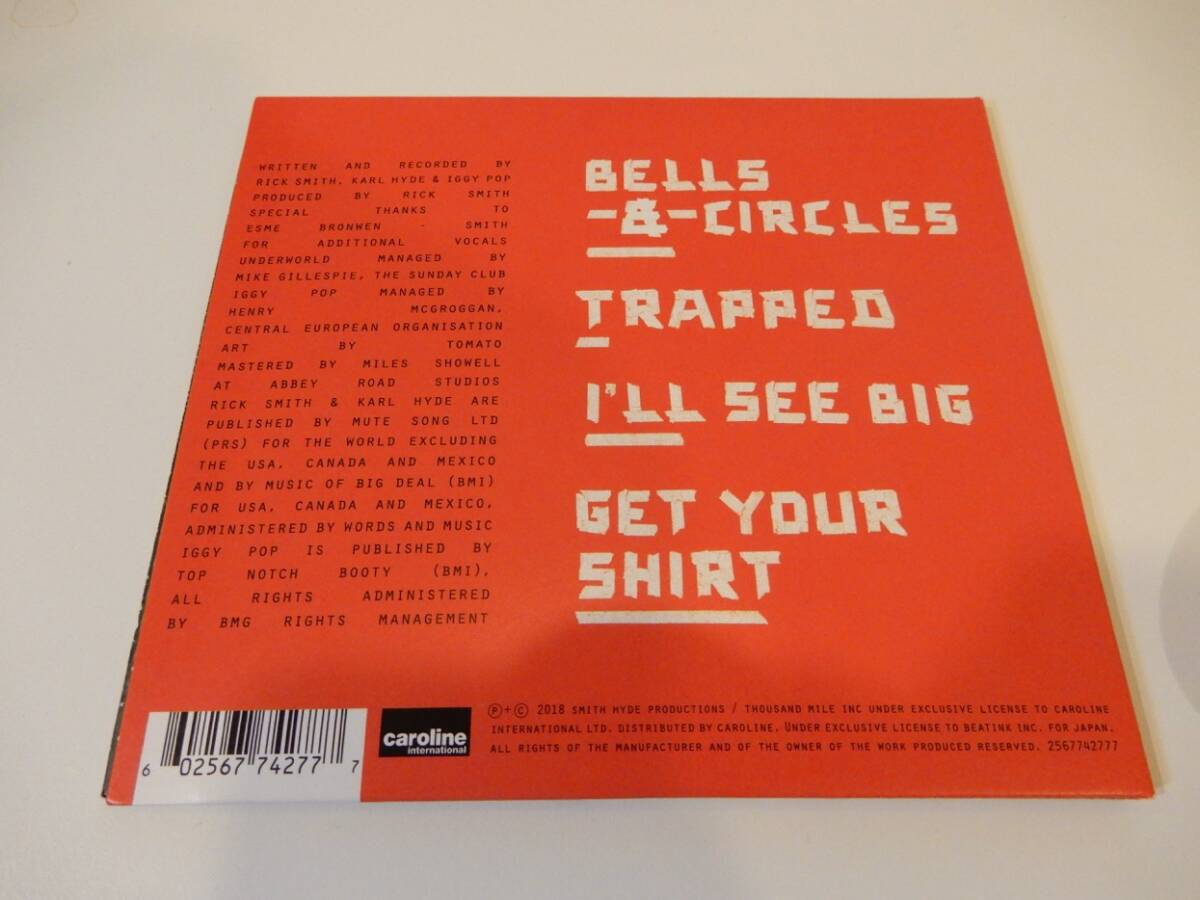 WRITTEN AND RECORDED BY
RICK SMITH, KARL HYDE & IGGY POP
PRODUCED BY RICK SMITH
SPECIAL THANKS TO
ESME BRONWEN - SMITH
FOR ADDITIONAL VOCALS
UNDERWORLD MANAGED BY
MIKE GILLESPIE, THE SUNDAY CLUB
IGGY POP MANAGED BY
HENRY MCGROGGAN,
CENTRAL EUROPEAN ORGANISATION
ART BY TOMATO
MASTERED BY MILES SHOWELL
AT ABBEY ROAD STUDIOS
RICK SMITH & KARL HYDE ARE
PUBLISHED BY MUTE SONG LTD
(PRS) FOR THE WORLD EXCLUDING
THE USA, CANADA AND MEXICO
AND BY MUSIC OF BIG DEAL (BMI)
FOR USA, CANADA AND MEXICO,
ADMINISTERED BY WORDS AND MUSIC
IGGY POP IS PUBLISHED BY
TOP NOTCH BOOTY (BMI),
ALL RIGHTS ADMINISTERED
BY BMG RIGHTS MANAGEMENT
BELLS
-&-CIRCLES
TRAPPED
I'LL SEE BIG
GET YOUR
SHIRT
6 02567 74277 7
caroline
international
Ⓟ+© 2018 SMITH HYDE PRODUCTIONS / THOUSAND MILE INC UNDER EXCLUSIVE LICENSE TO CAROLINE
INTERNATIONAL LTD. DISTRIBUTED BY CAROLINE. UNDER EXCLUSIVE LICENSE TO BEATINK INC. FOR JAPAN.
ALL RIGHTS OF THE MANUFACTURER AND OF THE OWNER OF THE WORK PRODUCED RESERVED. 2567742777